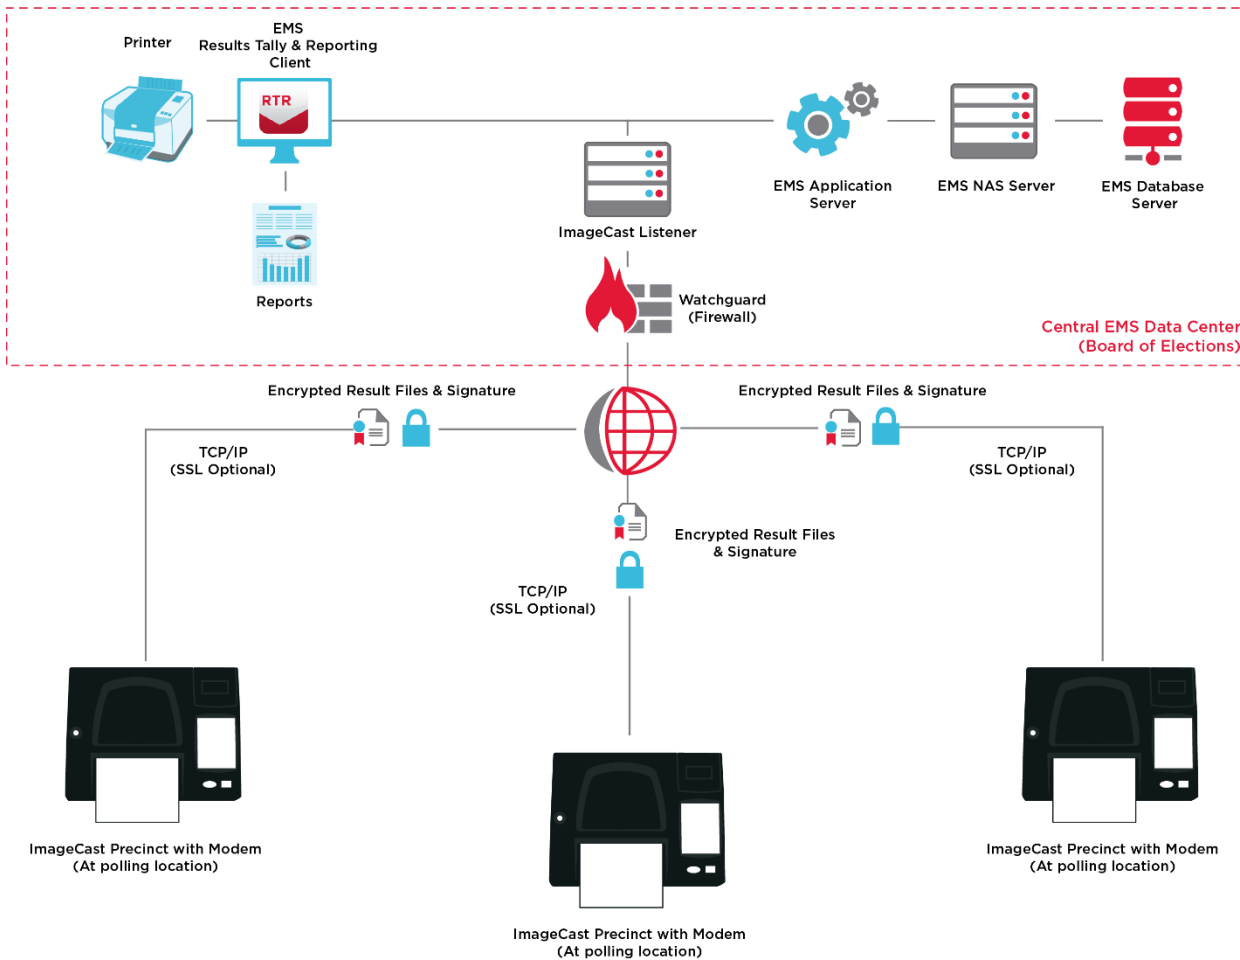 Printer
EMS
Results Tally & Reporting
Client
RTR
EMS Application
Server
EMS NAS Server
EMS Database
Server
ImageCast Listener
Reports
Watchguard
(Firewall)
Central EMS Data Center
(Board of Elections)
Encrypted Result Files & Signature
Encrypted Result Files & Signature
TCP/IP
(SSL Optional)
TCP/IP
(SSL Optional)
Encrypted Result Files
& Signature
TCP/IP
(SSL Optional)
ImageCast Precinct with Modem
(At polling location)
ImageCast Precinct with Modem
(At polling location)
ImageCast Precinct with Modem
(At polling location)